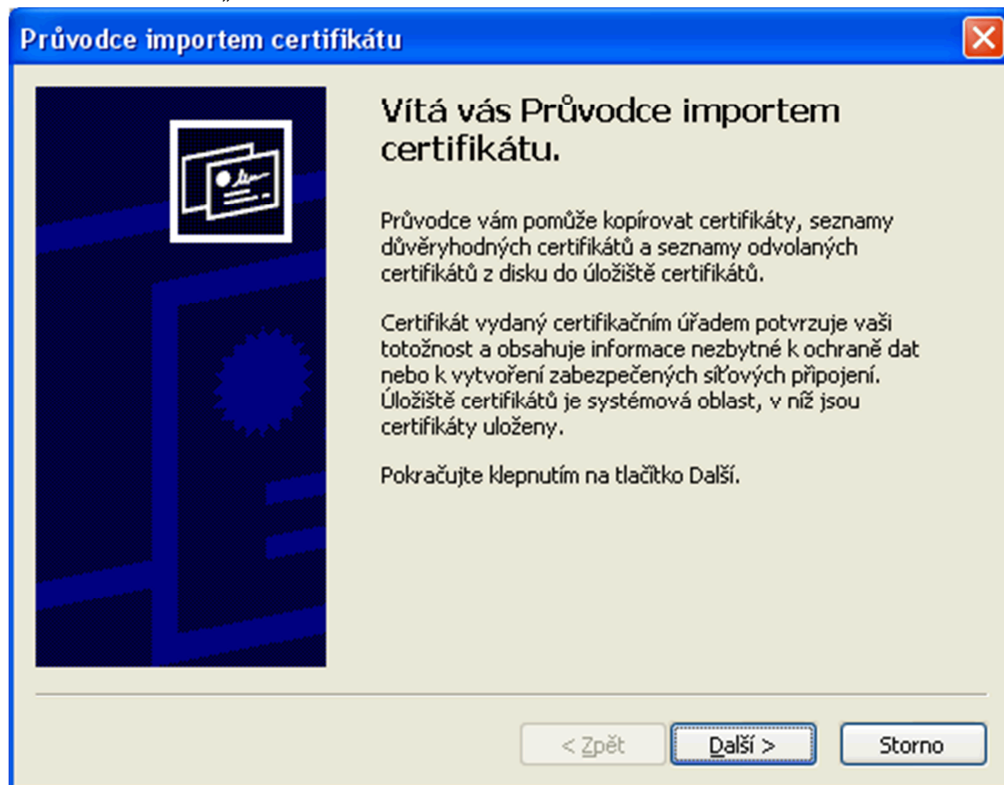 Průvodce importem certifikátu
Vítá vás Průvodce importem
certifikátu.
Průvodce vám pomůže kopírovat certifikáty, seznamy
důvěryhodných certifikátů a seznamy odvolaných
certifikátů z disku do úložiště certifikátů.
Certifikát vydaný certifikačním úřadem potvrzuje vaši
totožnost a obsahuje informace nezbytné k ochraně dat
nebo k vytvoření zabezpečených síťových připojení.
Úložiště certifikátů je systémová oblast, v níž jsou
certifikáty uloženy.
Pokračujte klepnutím na tlačítko Další.
< Zpět Další > Storno